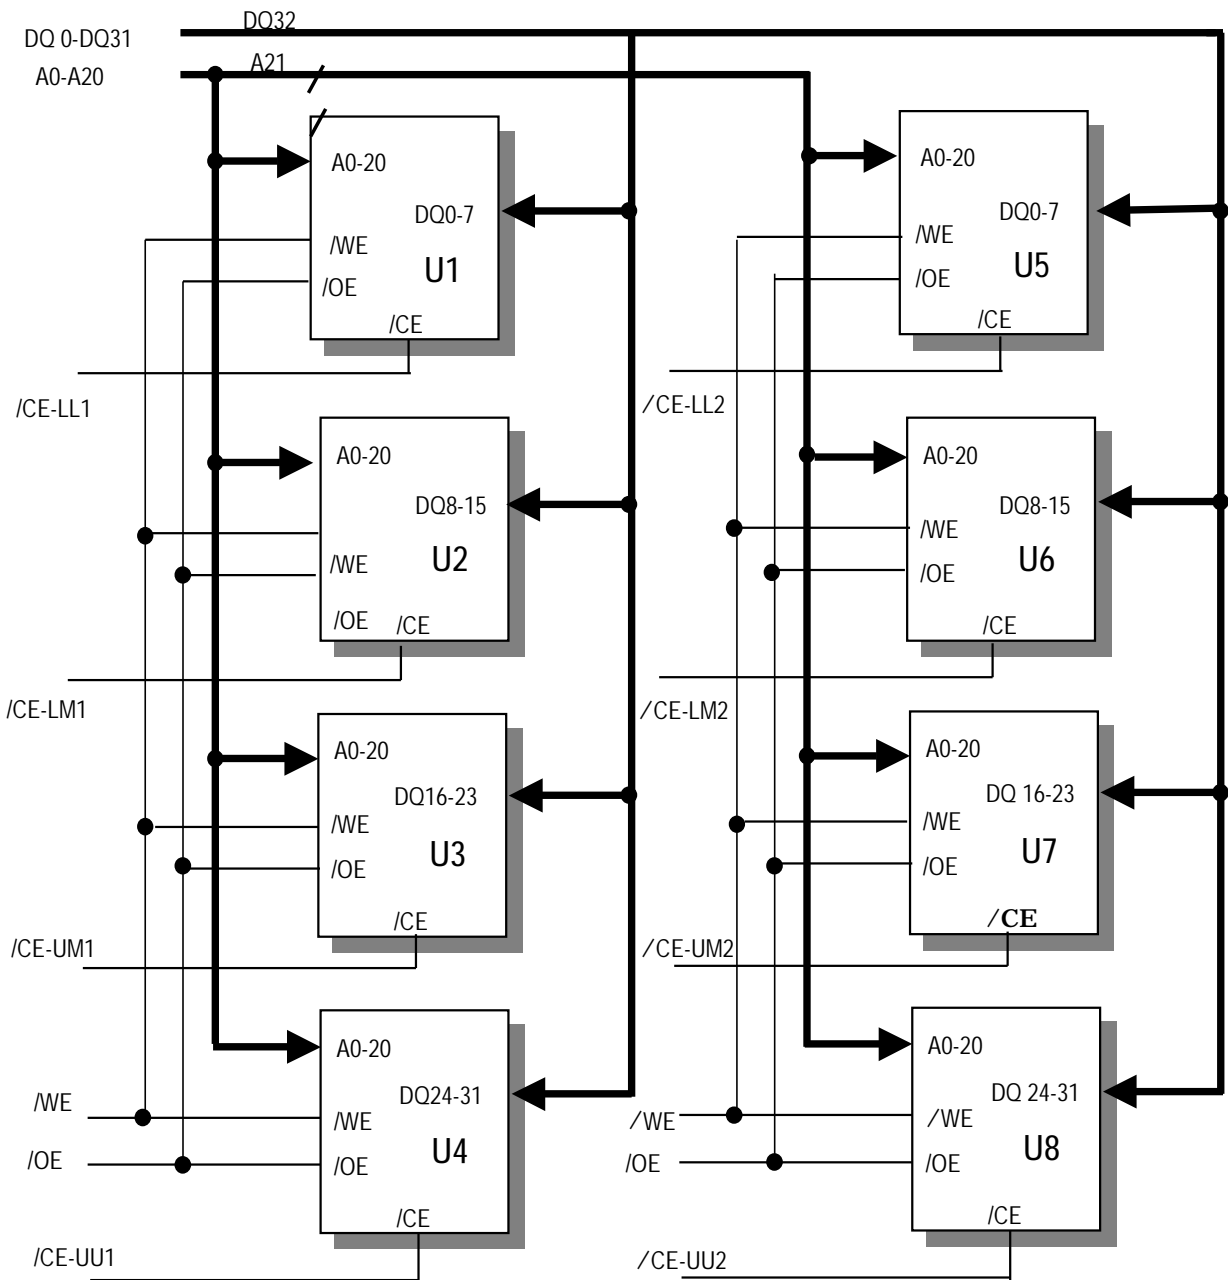 DQ 0-DQ31
DQ32
A0-A20
A21
A0-20
DQ0-7
/WE
U1
/OE
/CE
/CE-LL1
A0-20
DQ8-15
/WE
U2
/OE
/CE
/CE-LM1
A0-20
DQ16-23
/WE
U3
/OE
/CE
/CE-UM1
A0-20
DQ24-31
/WE
/WE
U4
/OE
/OE
/CE
/CE-UU1
A0-20
DQ0-7
/WE
U5
/OE
/CE
/CE-LL2
A0-20
DQ8-15
/WE
U6
/OE
/CE
/CE-LM2
A0-20
DQ 16-23
/WE
U7
/OE
/CE
/CE-UM2
A0-20
DQ 24-31
/WE
/WE
U8
/OE
/OE
/CE
/CE-UU2